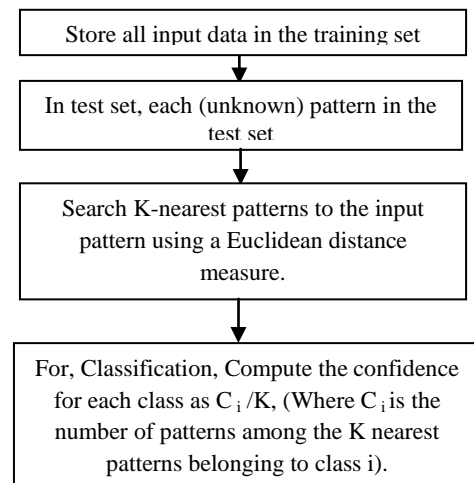 Store all input data in the training set
In test set, each (unknown) pattern in the
test set
Search K-nearest patterns to the input
pattern using a Euclidean distance
measure.
For, Classification, Compute the confidence
for each class as C i /K, (Where C i is the
number of patterns among the K nearest
patterns belonging to class i).